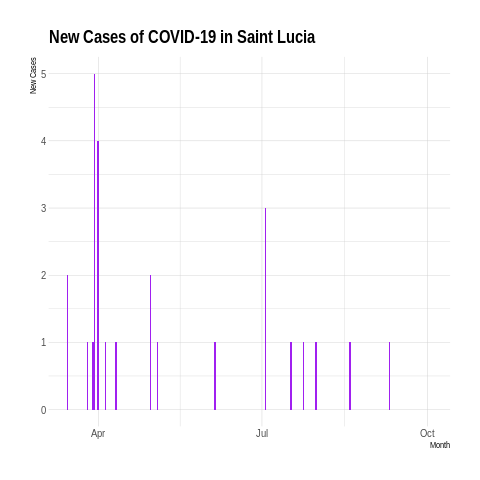 New Cases of COVID-19 in Saint Lucia
New Cases
5
4
3
2
1
0
Apr
Jul
Oct
Month